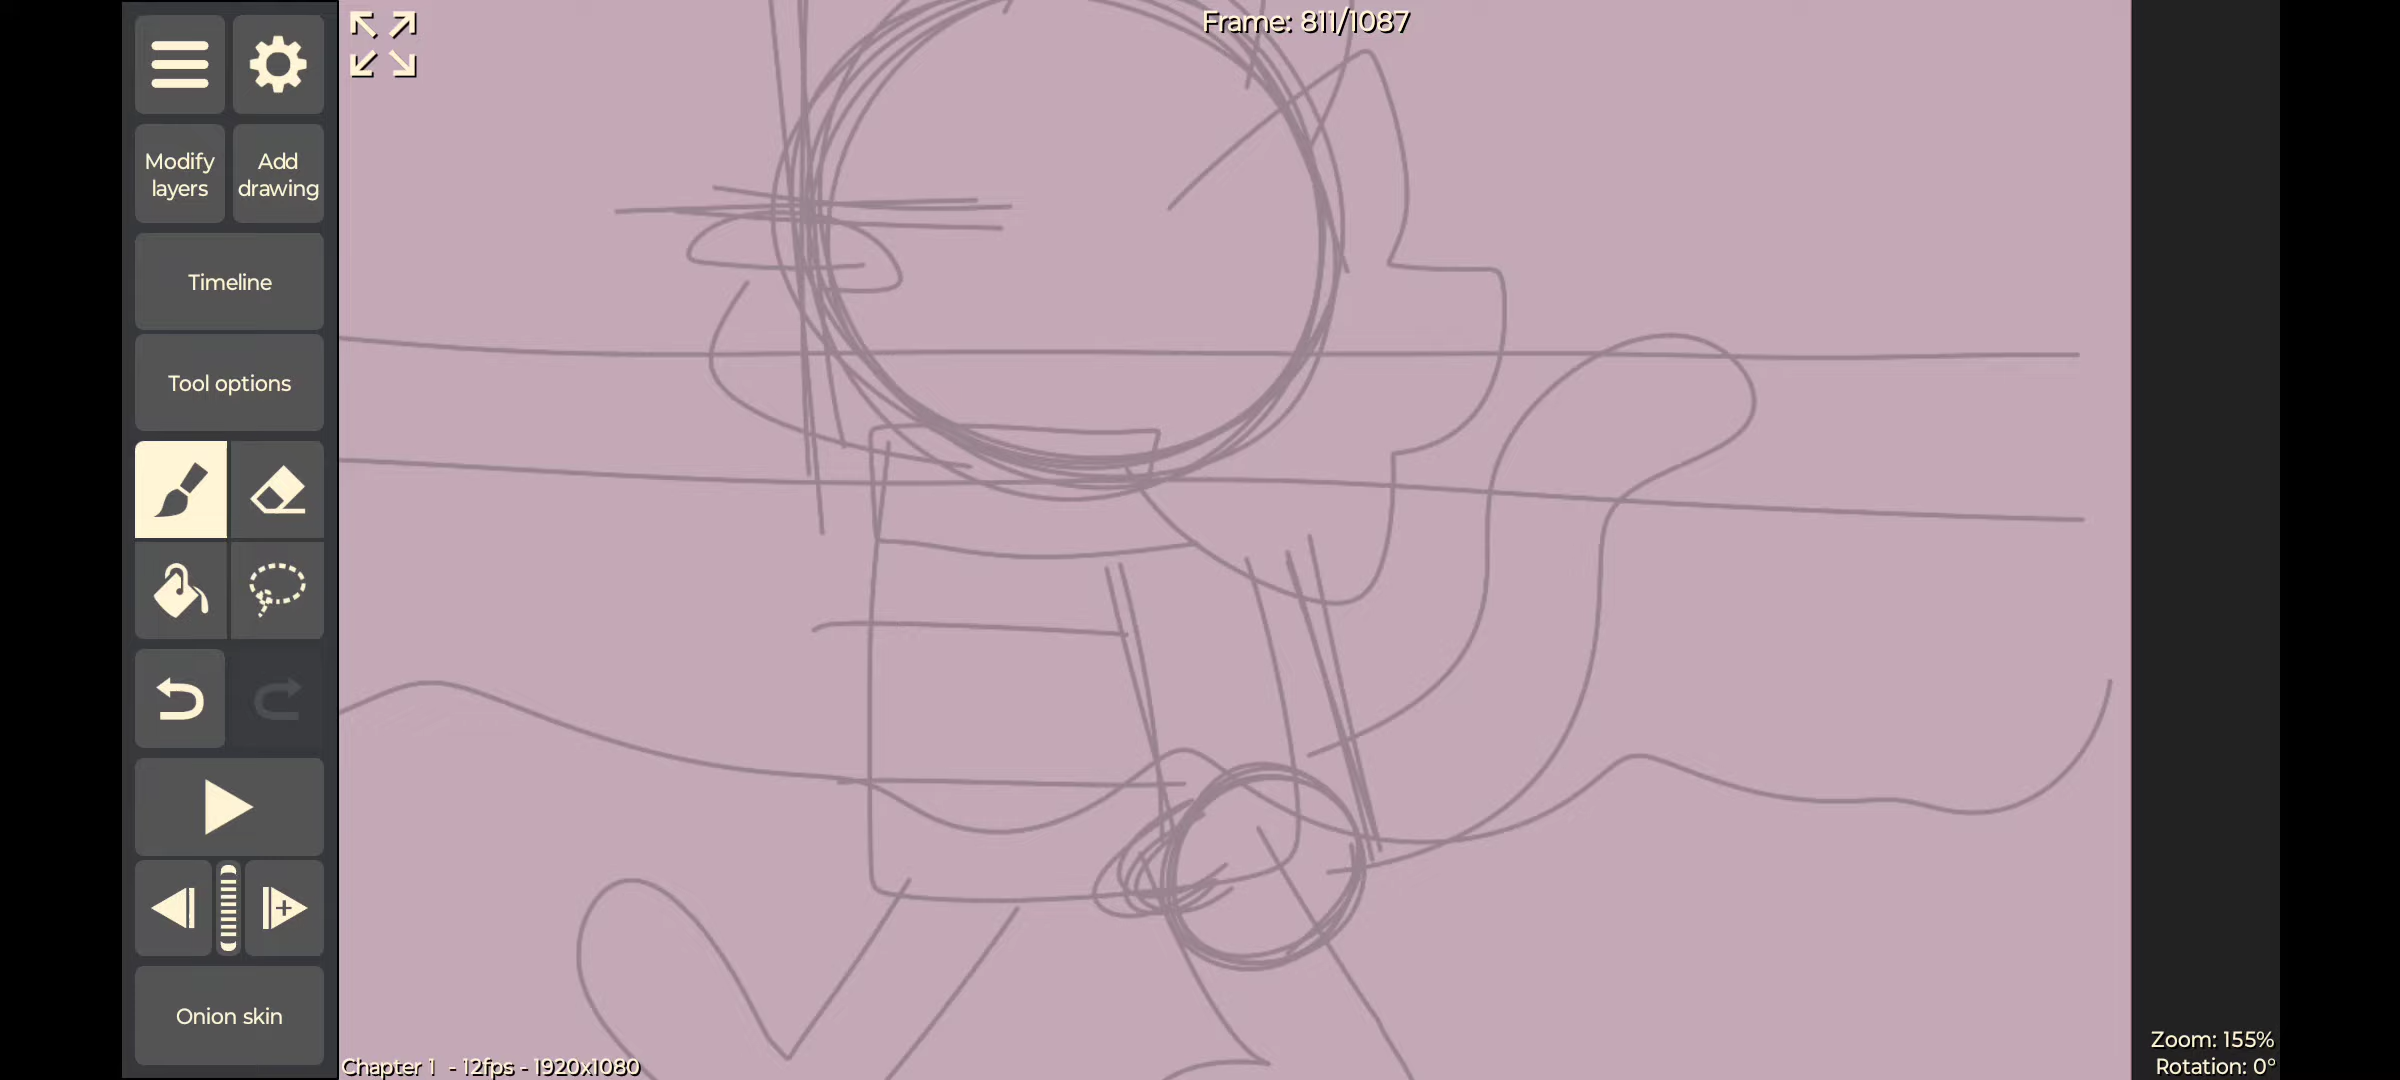 Frame: 811/1087
Modify
layers
Add
drawing
Timeline
Tool options
Onion skin
Chapter 1 - 12fps - 1920x1080
Zoom: 155%
Rotation: 0°